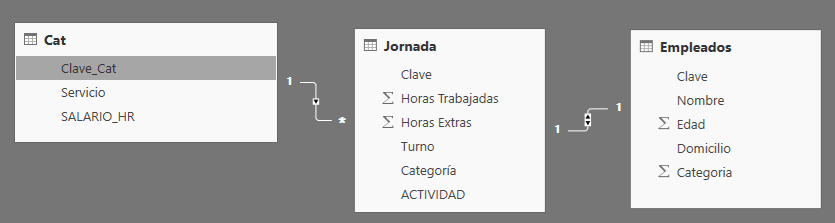 Cat
Clave_Cat
Servicio
SALARIO_HR
1
*
Jornada
Clave
∑ Horas Trabajadas
∑ Horas Extras
Turno
Categoría
ACTIVIDAD
1
1
Empleados
Clave
Nombre
∑ Edad
Domicilio
∑ Categoria